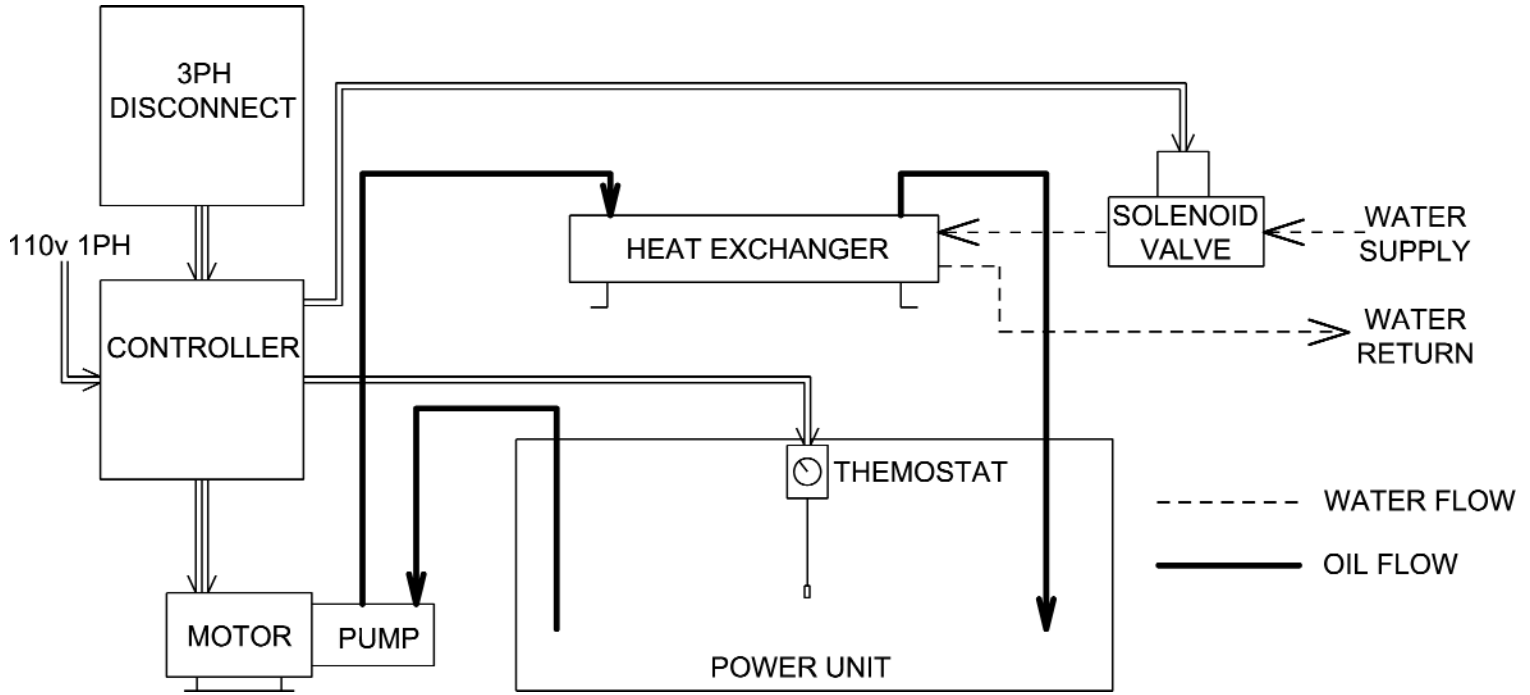 3PH
DISCONNECT
110v 1PH
CONTROLLER
MOTOR
PUMP
HEAT EXCHANGER
SOLENOID
VALVE
WATER
SUPPLY
WATER
RETURN
THEMOSTAT
POWER UNIT
WATER FLOW
OIL FLOW